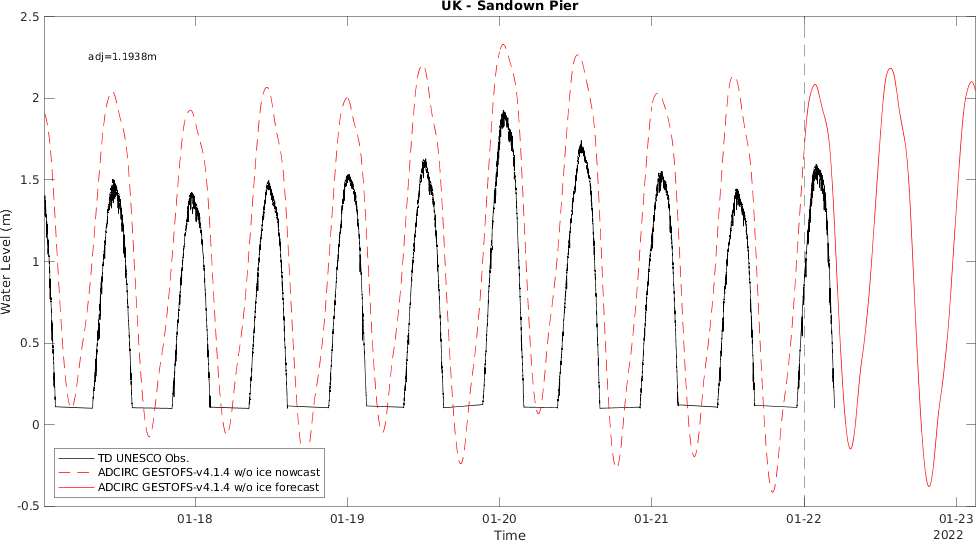 UK - Sandown Pier
2.5
adj=1.1938m
2
1.5
Water Level (m)
1
0.5
0
-0.5
TD UNESCO Obs.
ADCIRC GESTOFS-v4.1.4 w/o ice nowcast
ADCIRC GESTOFS-v4.1.4 w/o ice forecast
01-18 01-19 01-20 01-21 01-22 01-23
Time
2022